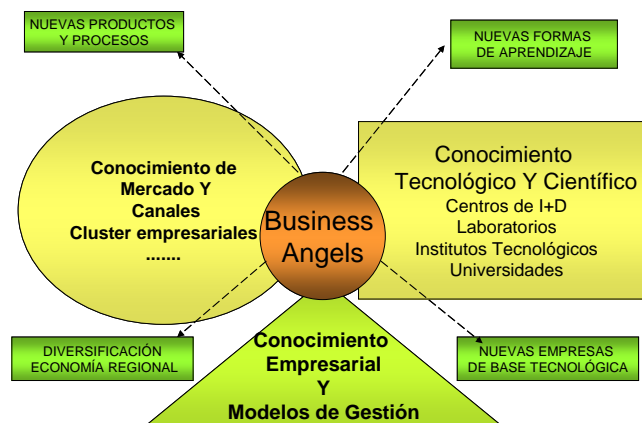 NUEVAS PRODUCTOS
Y PROCESOS
NUEVAS FORMAS
DE APRENDIZAJE
Conocimiento de
Mercado Y
Canales
Cluster empresariales
.......
Business
Angels
Conocimiento
Tecnológico Y Científico
Centros de I+D
Laboratorios
Institutos Tecnológicos
Universidades
DIVERSIFICACIÓN
ECONOMÍA REGIONAL
Conocimiento
Empresarial
Y
Modelos de Gestión
NUEVAS EMPRESAS
DE BASE TECNOLÓGICA